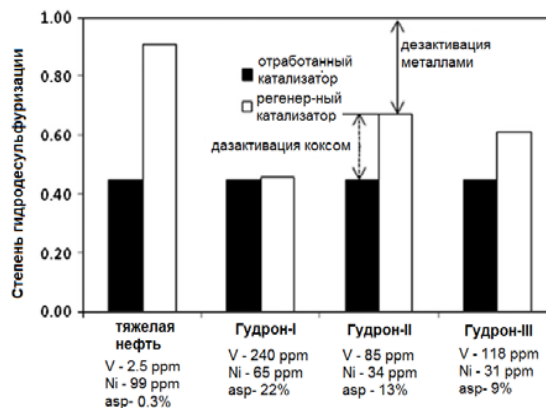 Степень гидродесульфуризации
1.00
0.80
0.60
0.40
0.20
0.00
отработанный
катализатор
регенер-ный
катализатор
дезактивация
металлами
дазактивация коксом
тяжелая
нефть
V - 2.5 ppm
Ni - 99 ppm
asp- 0.3%
Гудрон-I
V - 240 ppm
Ni - 65 ppm
asp- 22%
Гудрон-II
V - 85 ppm
Ni - 34 ppm
asp - 13%
Гудрон-III
V - 118 ppm
Ni - 31 ppm
asp - 9%